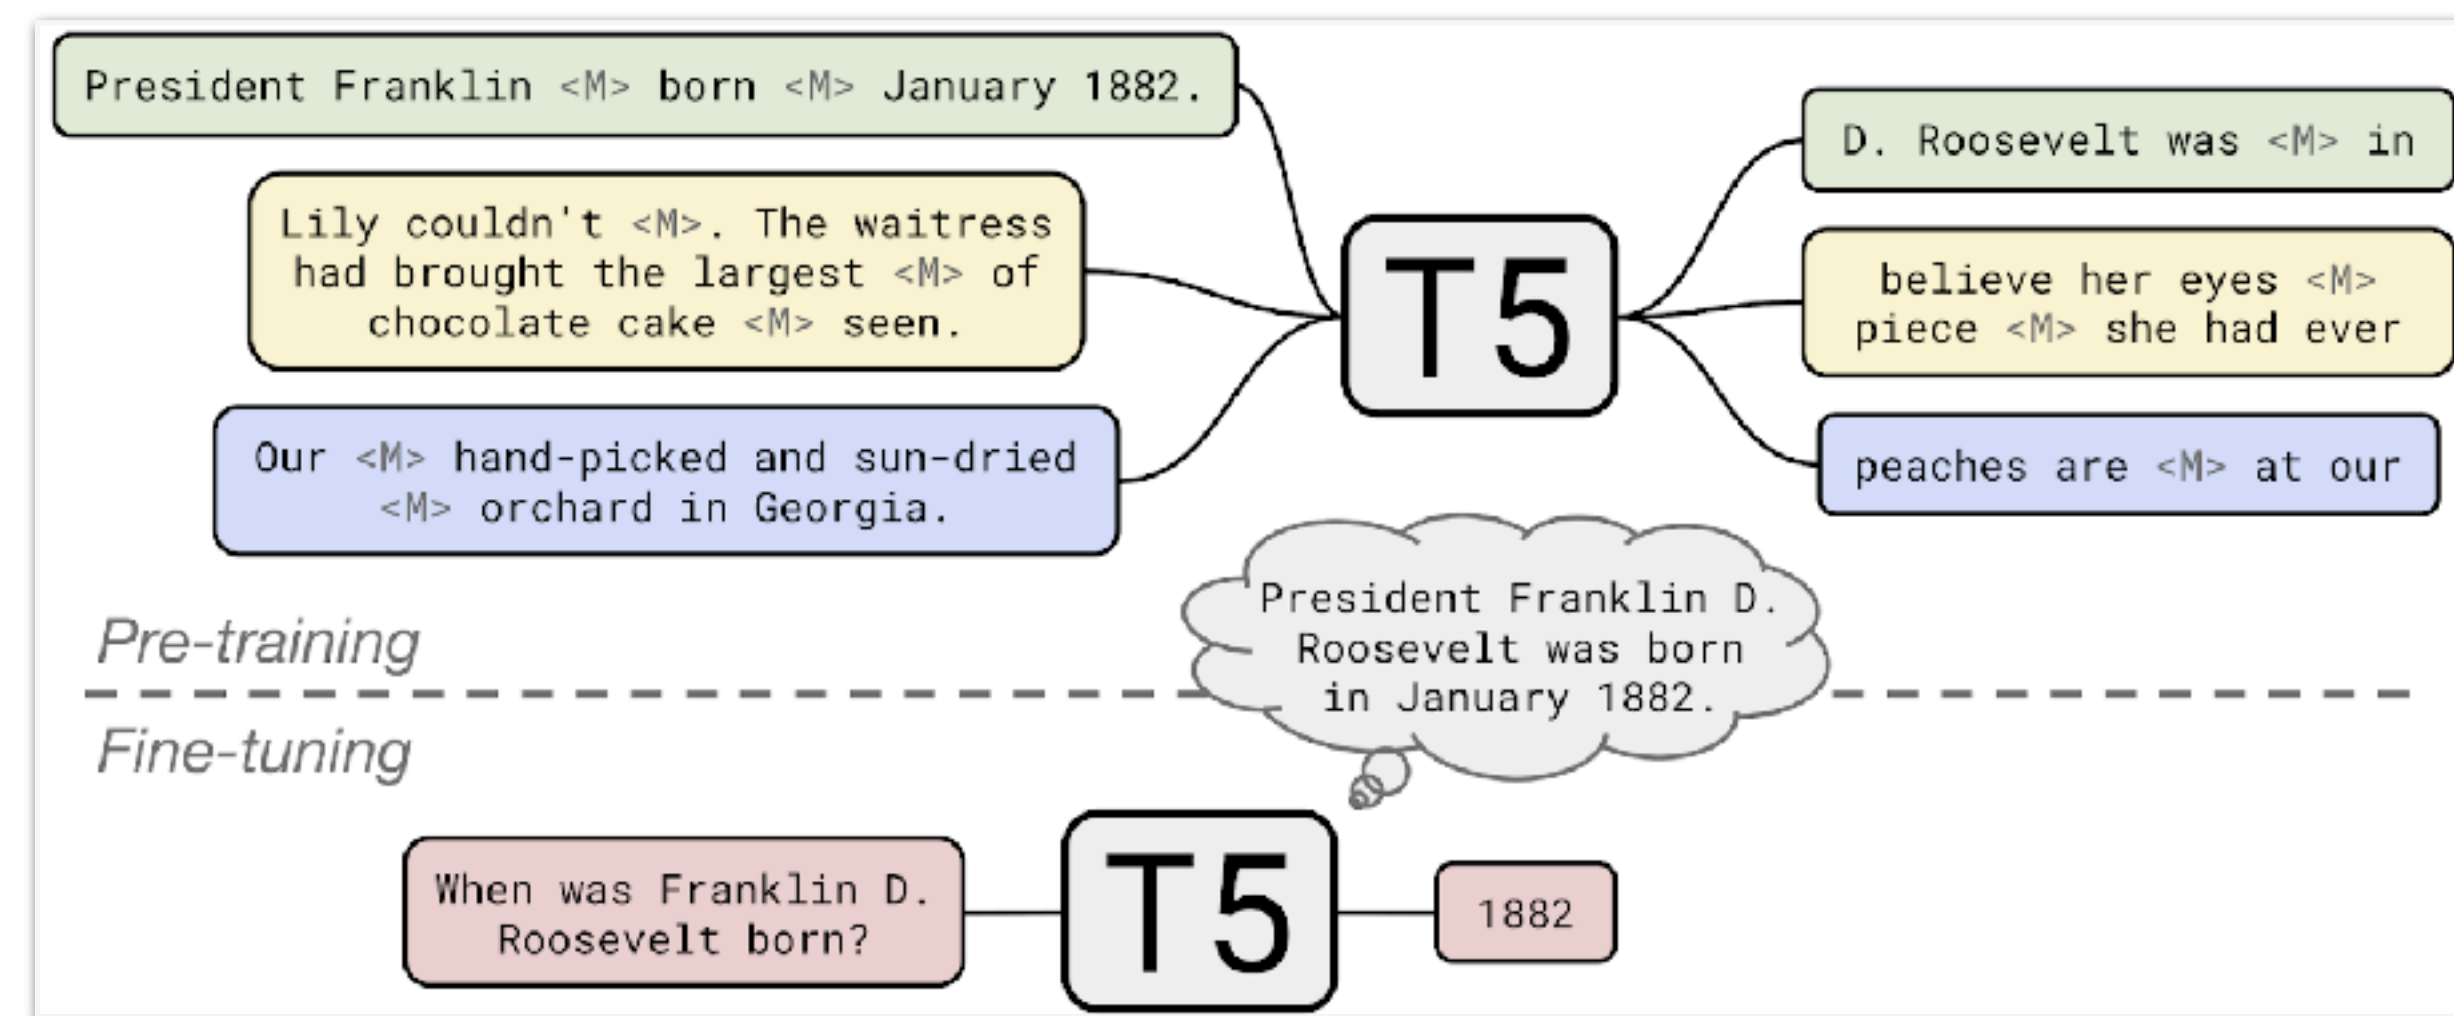 President Franklin <M> born <M> January 1882.
Lily couldn't <M>. The waitress
had brought the largest <M> of
chocolate cake <M> seen.
Our <M> hand-picked and sun-dried
<M> orchard in Georgia.
T5
D. Roosevelt was <M> in
believe her eyes <M>
piece <M> she had ever
peaches are <M> at our
Pre-training
President Franklin D.
Roosevelt was born
in January 1882.
Fine-tuning
When was Franklin D.
Roosevelt born?
T5
1882